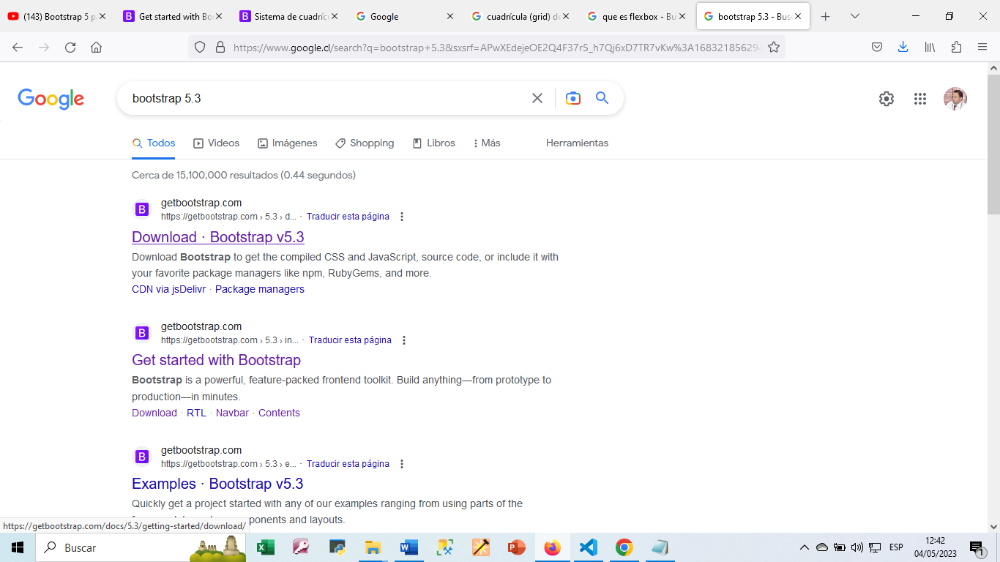 (143) Bootstrap 5 p
Get started with Bo
Sistema de cuadríc
Google
cuadrícula (grid) de
que es flexbox - Bu
bootstrap 5.3 - Bus
https://www.google.cl/search?q=bootstrap+5.3&sxsrf=APwXEdejeOE2Q4F37r5_h7Qj6xD7TR7vKw%3A168321856294
Google
bootstrap 5.3
Todos
Videos
Imágenes
Shopping
Libros
Más
Herramientas
Cerca de 15,100,000 resultados (0.44 segundos)
getbootstrap.com
https://getbootstrap.com › 5.3 › d... · Traducir esta página
Download · Bootstrap v5.3
Download Bootstrap to get the compiled CSS and JavaScript, source code, or include it with
your favorite package managers like npm, RubyGems, and more.
CDN via jsDelivr · Package managers
getbootstrap.com
https://getbootstrap.com › 5.3 › in... · Traducir esta página
Get started with Bootstrap
Bootstrap is a powerful, feature-packed frontend toolkit. Build anything—from prototype to
production—in minutes.
Download · RTL · Navbar · Contents
getbootstrap.com
https://getbootstrap.com › 5.3 › e... · Traducir esta página
Examples · Bootstrap v5.3
Quickly get a project started with any of our examples ranging from using parts of the
ponents and layouts.
https://getbootstrap.com/docs/5.3/getting-started/download/
Buscar
ESP
12:42
04/05/2023
1